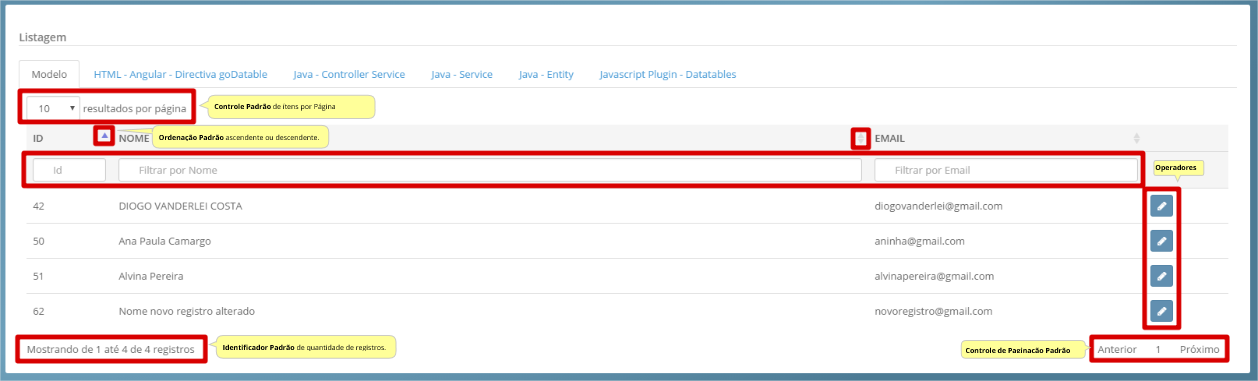 Listagem
Modelo HTML - Angular - Directiva goDatable Java - Controller Service Java - Service Java - Entity Javascript Plugin - Datatables
10 resultados por página Controle Padrão de ítens por Página
ID NOME Ordenação Padrão ascendente ou descendente. EMAIL
Id Filtrar por Nome Filtrar por Email Operadores
42 DIOGO VANDERLEI COSTA diogovanderlei@gmail.com
50 Ana Paula Camargo aninha@gmail.com
51 Alvina Pereira alvinapereira@gmail.com
62 Nome novo registro alterado novoregistro@gmail.com
Mostrando de 1 até 4 de 4 registros Identificador Padrão de quantidade de registros. Controle de Paginação Padrão Anterior 1 Próximo